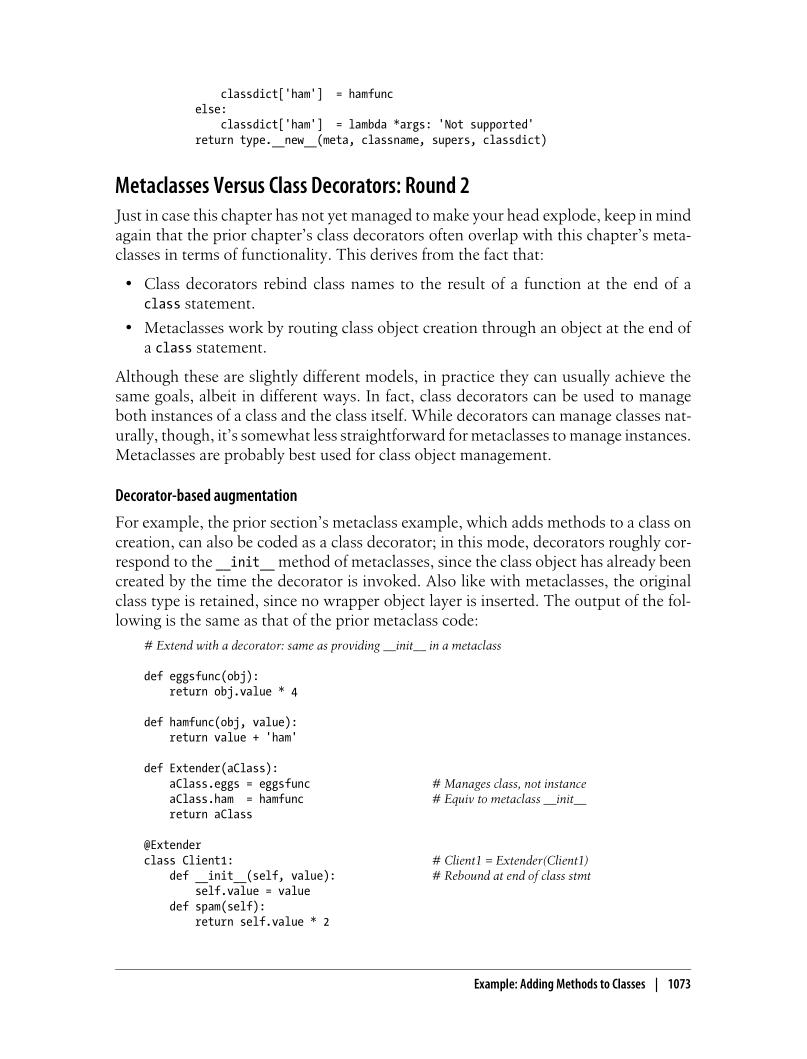 classdict['ham']  = hamfunc
else:
classdict['ham']  = lambda *args: 'Not supported'
return type.__new__(meta, classname, supers, classdict)
Metaclasses Versus Class Decorators: Round 2
Just in case this chapter has not yet managed to make your head explode, keep in mind
again that the prior chapter's class decorators often overlap with this chapter's meta-
classes in terms of functionality. This derives from the fact that:
• Class decorators rebind class names to the result of a function at the end of a
class statement.
• Metaclasses work by routing class object creation through an object at the end of
a class statement.
Although these are slightly different models, in practice they can usually achieve the
same goals, albeit in different ways. In fact, class decorators can be used to manage
both instances of a class and the class itself. While decorators can manage classes nat-
urally, though, it's somewhat less straightforward for metaclasses to manage instances.
Metaclasses are probably best used for class object management.
Decorator-based augmentation
For example, the prior section's metaclass example, which adds methods to a class on
creation, can also be coded as a class decorator; in this mode, decorators roughly cor-
respond to the __init__ method of metaclasses, since the class object has already been
created by the time the decorator is invoked. Also like with metaclasses, the original
class type is retained, since no wrapper object layer is inserted. The output of the fol-
lowing is the same as that of the prior metaclass code:
# Extend with a decorator: same as providing __init__ in a metaclass
def eggsfunc(obj):
return obj.value * 4
def hamfunc(obj, value):
return value + 'ham'
def Extender(aClass):
aClass.eggs = eggsfunc # Manages class, not instance
aClass.ham  = hamfunc # Equiv to metaclass __init__
return aClass
@Extender
class Client1: # Client1 = Extender(Client1)
def __init__(self, value): # Rebound at end of class stmt
self.value = value
def spam(self):
return self.value * 2
Example: Adding Methods to Classes | 1073